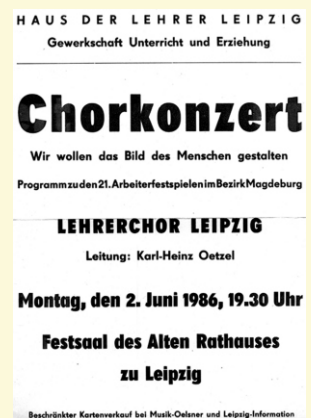 HAUS DER LEHRER LEIPZIG
Gewerkschaft Unterricht und Erziehung
Chorkonzert
Wir wollen das Bild des Menschen gestalten
Programm zu den 21. Arbeiterfestspielen im Bezirk Magdeburg
LEHRERCHOR LEIPZIG
Leitung: Karl-Heinz Oetzel
Montag, den 2. Juni 1986, 19.30 Uhr
Festsaal des Alten Rathauses
zu Leipzig
Beschränkter Kartenverkauf bei Musik-Oelsner und Leipzig-Information